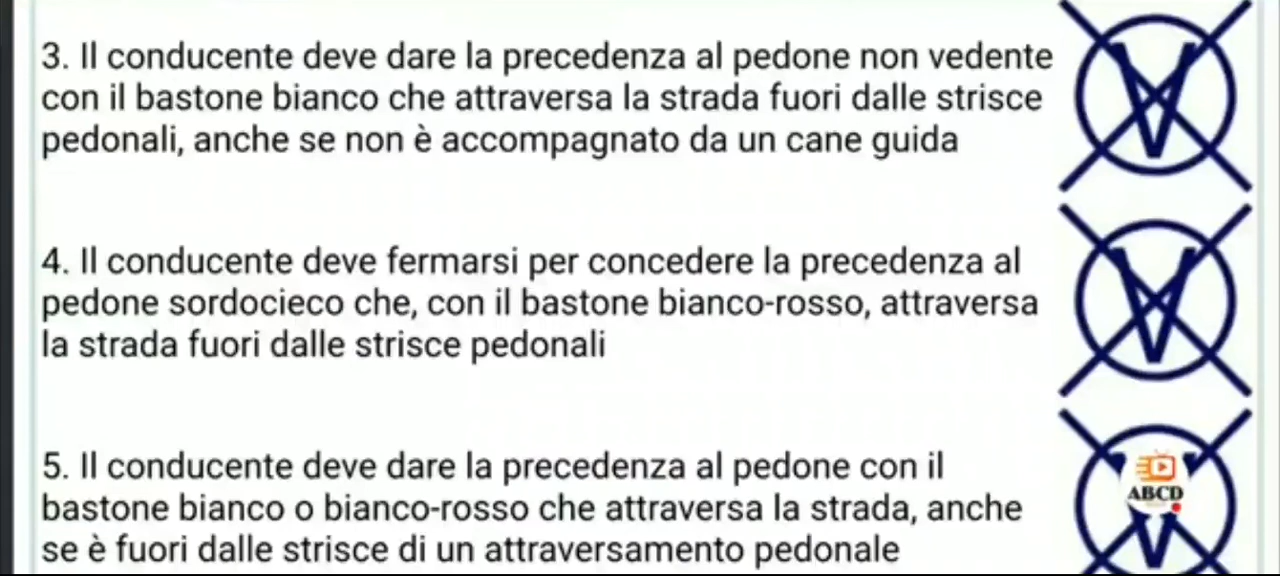 3. Il conducente deve dare la precedenza al pedone non vedente
con il bastone bianco che attraversa la strada fuori dalle strisce
pedonali, anche se non è accompagnato da un cane guida
V
4. Il conducente deve fermarsi per concedere la precedenza al
pedone sordocieco che, con il bastone bianco-rosso, attraversa
la strada fuori dalle strisce pedonali
V
5. Il conducente deve dare la precedenza al pedone con il
bastone bianco o bianco-rosso che attraversa la strada, anche
se è fuori dalle strisce di un attraversamento pedonale
V
ABCD